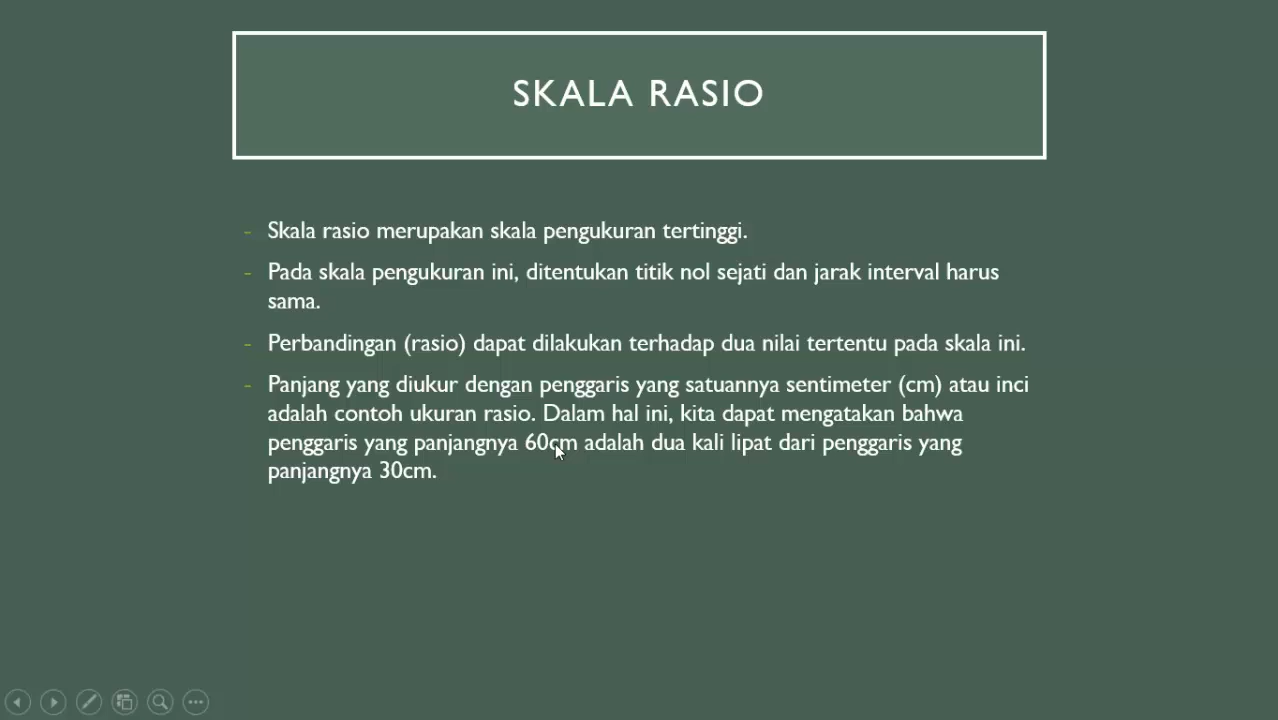 SKALA RASIO
- Skala rasio merupakan skala pengukuran tertinggi.
- Pada skala pengukuran ini, ditentukan titik nol sejati dan jarak interval harus
sama.
- Perbandingan (rasio) dapat dilakukan terhadap dua nilai tertentu pada skala ini.
- Panjang yang diukur dengan penggaris yang satuannya sentimeter (cm) atau inci
adalah contoh ukuran rasio. Dalam hal ini, kita dapat mengatakan bahwa
penggaris yang panjangnya 60cm adalah dua kali lipat dari penggaris yang
panjangnya 30cm.